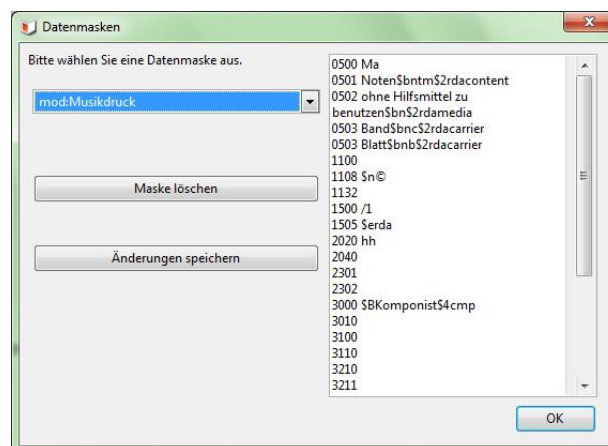 Datenmasken
Bitte wählen Sie eine Datenmaske aus.
mod:Musikdruck
Maske löschen
Änderungen speichern
0500 Ma
0501 Noten$bntm$2rdacontent
0502 ohne Hilfsmittel zu
benutzen$bn$2rdamedia
0503 Band$bnc$2rdacarrier
0503 Blatt$bnb$2rdacarrier
1100
1108 $n©
1132
1500 /1
1505 $erda
2020 hh
2040
2301
2302
3000 $BKomponist$4cmp
3010
3100
3110
3210
3211
OK